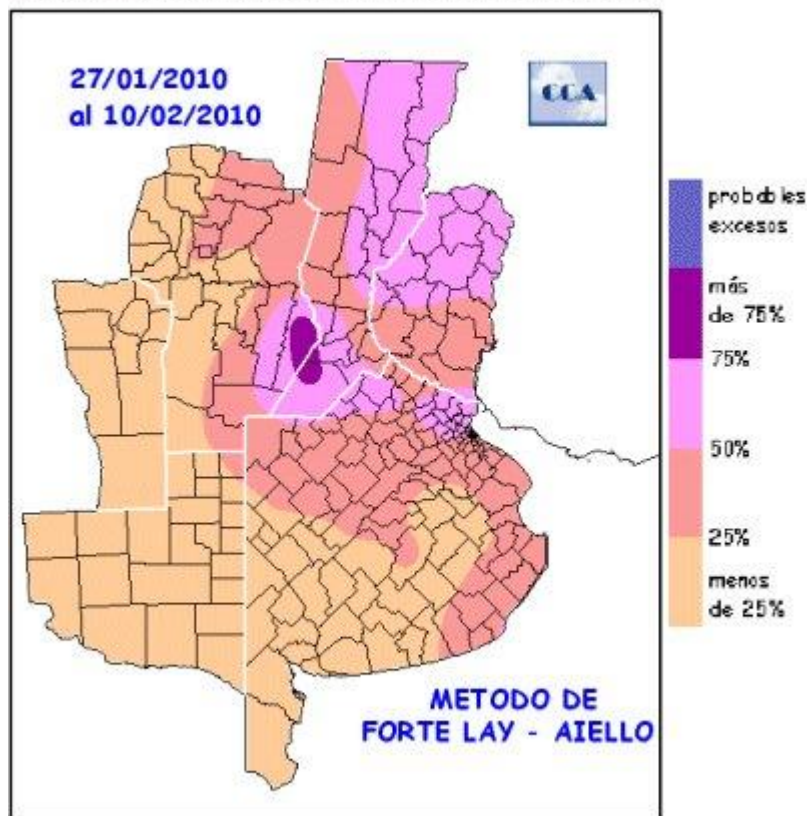 27/01/2010
al 10/02/2010
CCA
probables
excesos
más
de 75%
75%
50%
25%
menos
de 25%
METODO DE
FORTE LAY - AIELLO